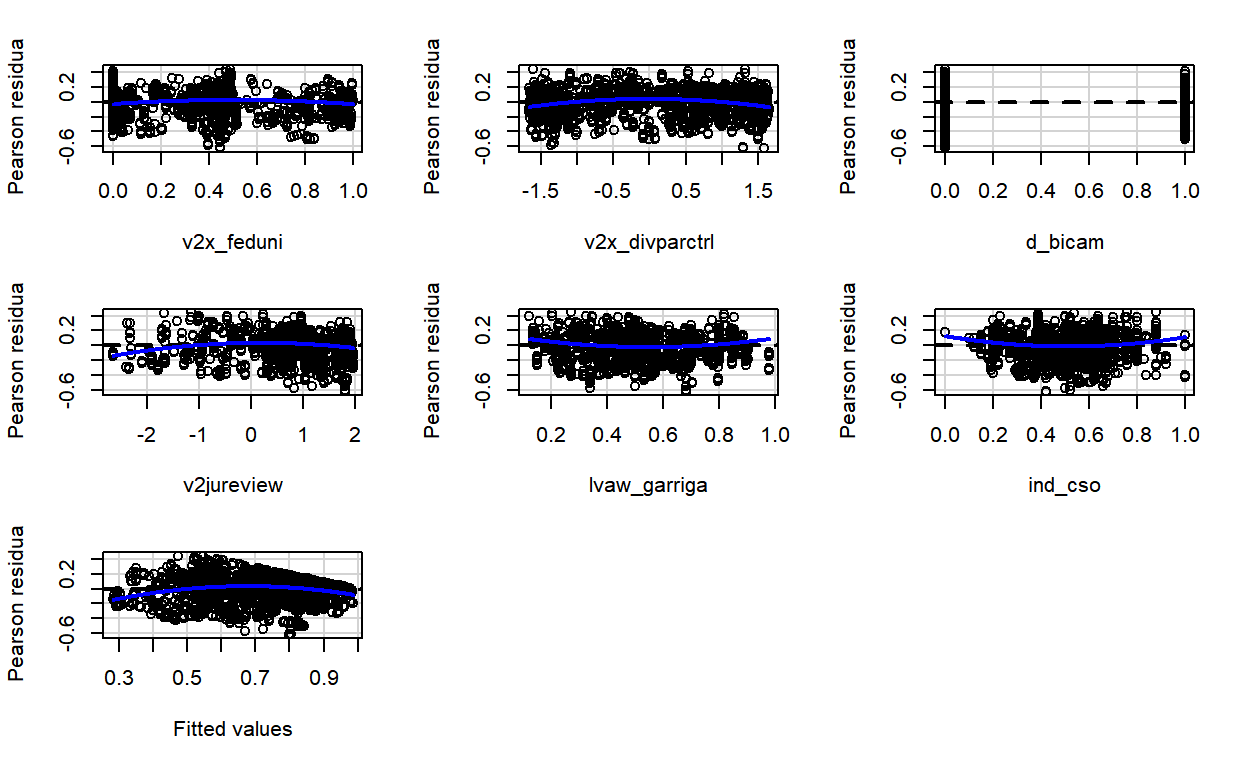 Pearson residua
0.2
-0.6
0.0 0.2 0.4 0.6 0.8 1.0
v2x_feduni
Pearson residua
0.2
-0.6
-1.5 -0.5 0.5 1.5
v2x_divparctrl
Pearson residua
0.2
-0.6
0.0 0.2 0.4 0.6 0.8 1.0
d_bicam
Pearson residua
0.2
-0.6
-2 -1 0 1 2
v2jureview
Pearson residua
0.2
-0.6
0.2 0.4 0.6 0.8 1.0
lvaw_garriga
Pearson residua
0.2
-0.6
0.0 0.2 0.4 0.6 0.8 1.0
ind_cso
Pearson residua
0.2
-0.6
0.3 0.5 0.7 0.9
Fitted values